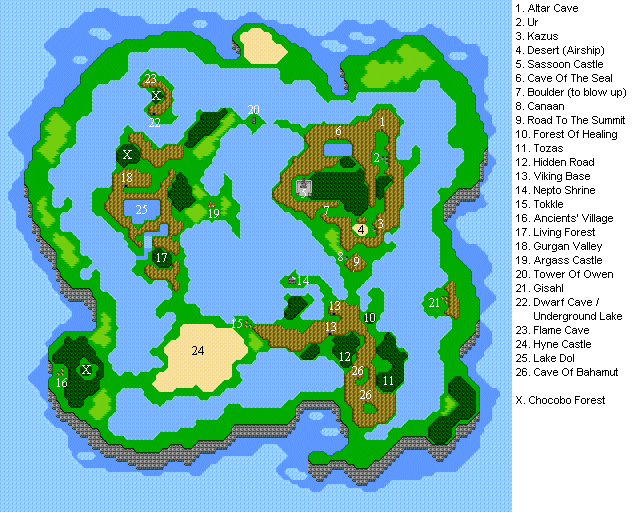 1. Altar Cave
2. Ur
3. Kazus
4. Desert (Airship)
5. Sassoon Castle
6. Cave Of The Seal
7. Boulder (to blow up)
8. Canaan
9. Road To The Summit
10. Forest Of Healing
11. Tozas
12. Hidden Road
13. Viking Base
14. Nepto Shrine
15. Tokkle
16. Ancients' Village
17. Living Forest
18. Gurgan Valley
19. Argass Castle
20. Tower Of Owen
21. Gisahl
22. Dwarf Cave /
Underground Lake
23. Flame Cave
24. Hyne Castle
25. Lake Dol
26. Cave Of Bahamut
X. Chocobo Forest
23
X
22
20
1
6
X
2
18
5
25
19
7
4
3
17
8
9
14
21
13
10
15
13
24
12
X
16
26
11
26